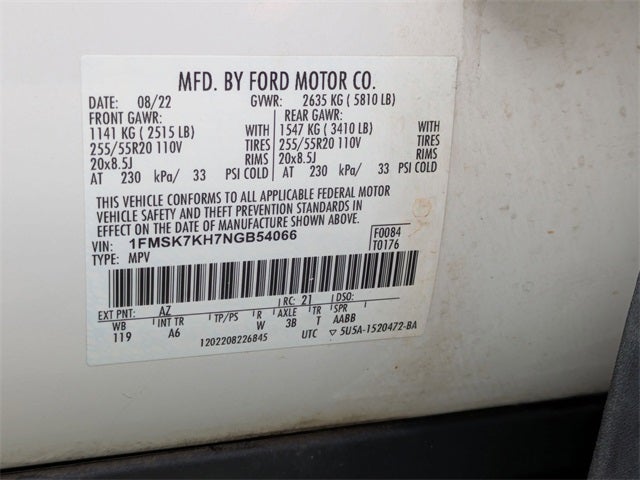 MFD. BY FORD MOTOR CO.
DATE: 08/22 GVWR: 2635 KG ( 5810 LB)
FRONT GAWR: REAR GAWR:
1141 KG ( 2515 LB) WITH 1547 KG ( 3410 LB) WITH
255/55R20 110V TIRES 255/55R20 110V TIRES
20x8.5J RIMS 20x8.5J RIMS
AT 230 kPa/ 33 PSI COLD AT 230 kPa/ 33 PSI COLD
THIS VEHICLE CONFORMS TO ALL APPLICABLE FEDERAL MOTOR
VEHICLE SAFETY AND THEFT PREVENTION STANDARDS IN
EFFECT ON THE DATE OF MANUFACTURE SHOWN ABOVE.
VIN: 1FMSK7KH7NGB54066 F0084
TYPE: MPV T0176
EXT PNT: AZ RC: 21 DSO:
WB INT TR TP/PS R AXLE TR
119 A6 W 3B T AABB
1202208226845 UTC ▽ 5U5A-1520472-BA